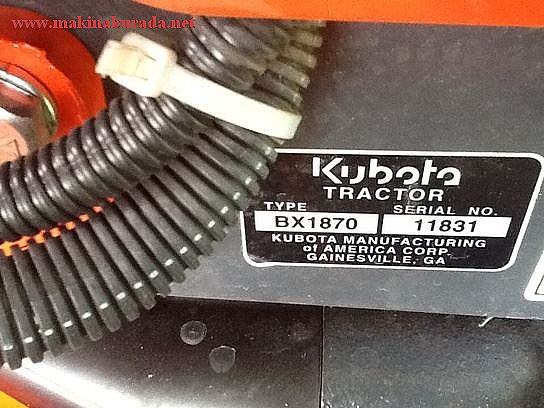 www.makinaburada.net
Kubota
TRACTOR
TYPE SERIAL NO.
BX1870 11831
KUBOTA MANUFACTURING
of AMERICA CORP
GAINESVILLE, GA